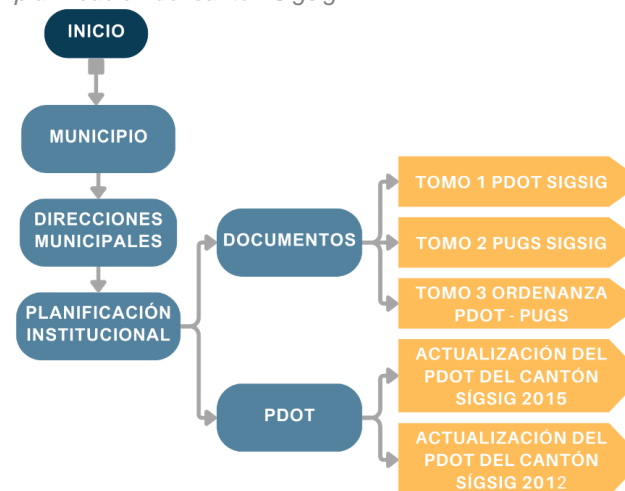 INICIO
MUNICIPIO
DIRECCIONES
MUNICIPALES
PLANIFICACIÓN
INSTITUCIONAL
DOCUMENTOS
TOMO 1 PDOT SIGSIG
TOMO 2 PUGS SIGSIG
TOMO 3 ORDENANZA
PDOT - PUGS
PDOT
ACTUALIZACIÓN DEL
PDOT DEL CANTÓN
SÍGSIG 2015
ACTUALIZACIÓN DEL
PDOT DEL CANTÓN
SÍGSIG 2012